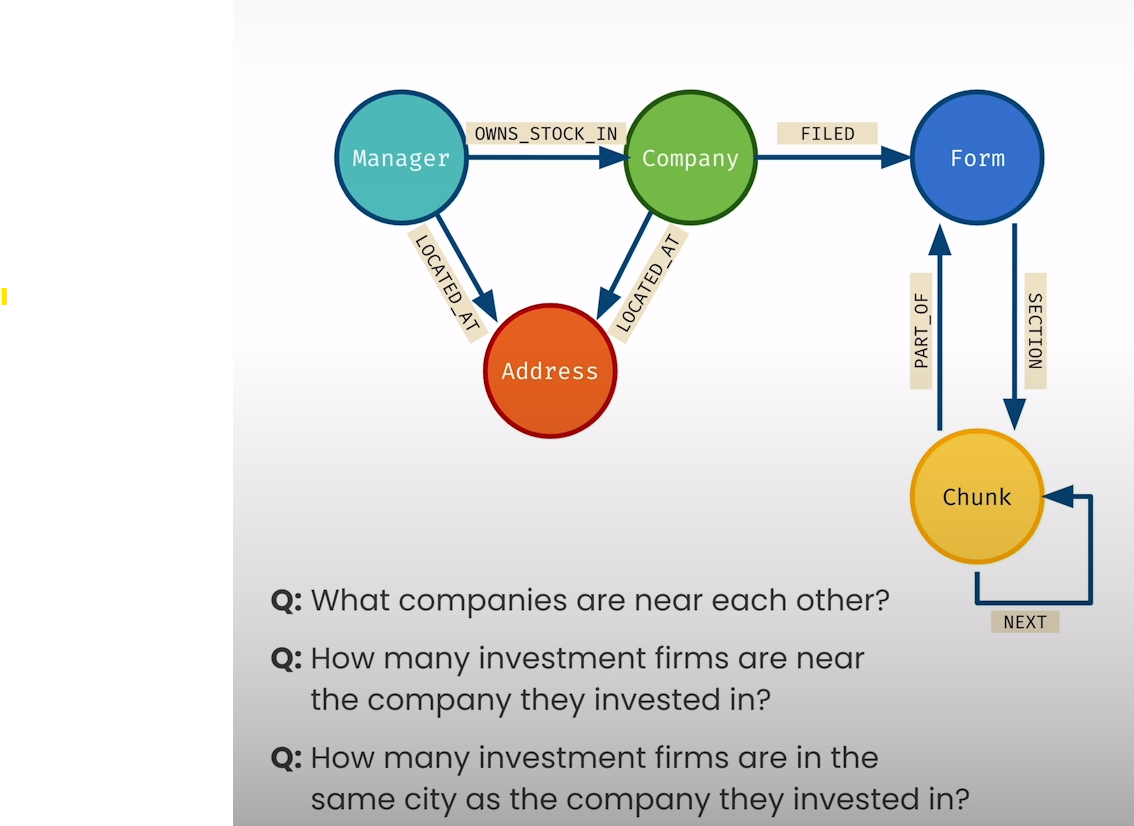 Manager
OWNS_STOCK_IN
Company
FILED
Form
LOCATED_AT
LOCATED_AT
Address
PART_OF
SECTION
Chunk
NEXT
Q: What companies are near each other?
Q: How many investment firms are near
the company they invested in?
Q: How many investment firms are in the
same city as the company they invested in?